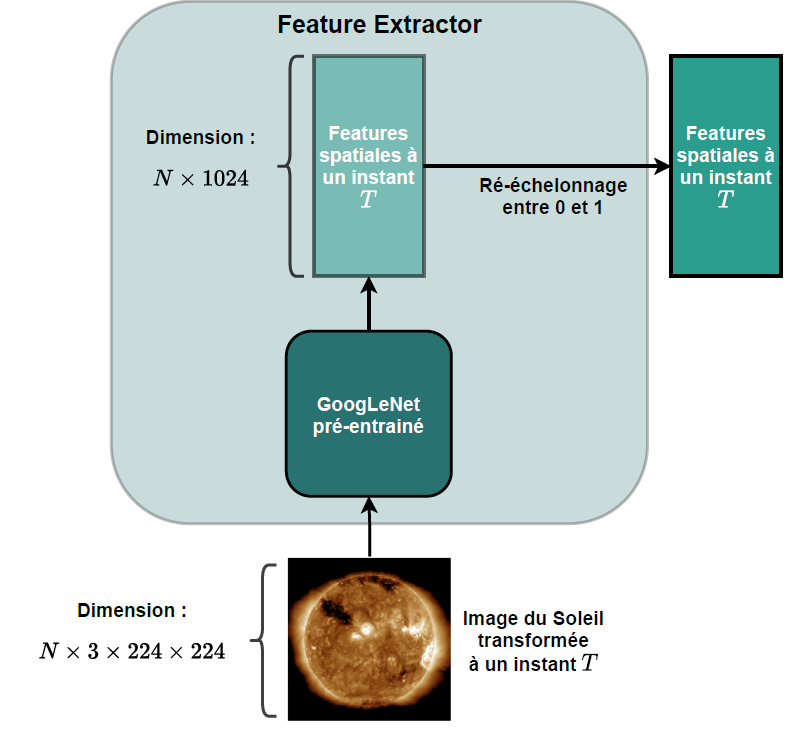 Feature Extractor
Dimension :
N × 1024
Features
spatiales à
un instant
T
Ré-échelonnage
entre 0 et 1
Features
spatiales à
un instant
T
GoogLeNet
pré-entrainé
Dimension :
N × 3 × 224 × 224
Image du Soleil
transformée
à un instant T